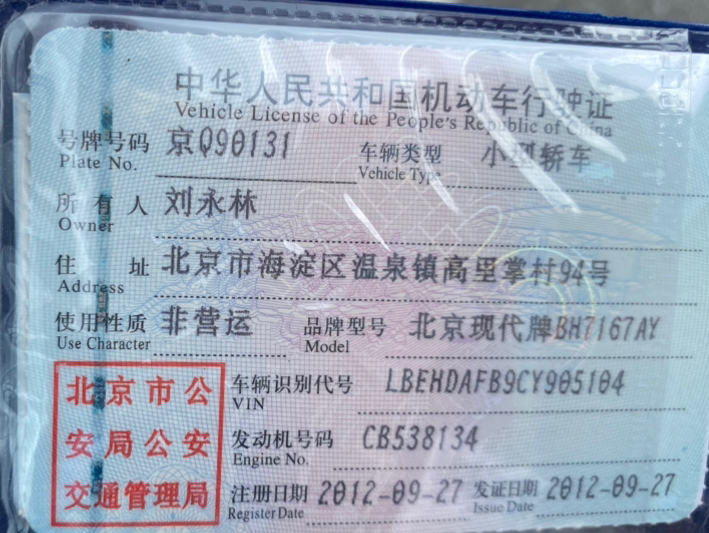 中华人民共和国机动车行驶证
Vehicle License of the People's Republic of China
号牌号码 京Q90131 车辆类型 小型轿车
Plate No. Vehicle Type
所有人 刘永林
Owner
住址 北京市海淀区温泉镇高里掌村94号
Address
使用性质 非营运 品牌型号 北京现代牌BH7167AY
Use Character Model
北京市公 车辆识别代号 LBEHDAFB9CY905104
VIN
安局公安 发动机号码 CB538134
Engine No.
交通管理局 注册日期 2012-09-27 发证日期 2012-09-27
Register Date Issue Date